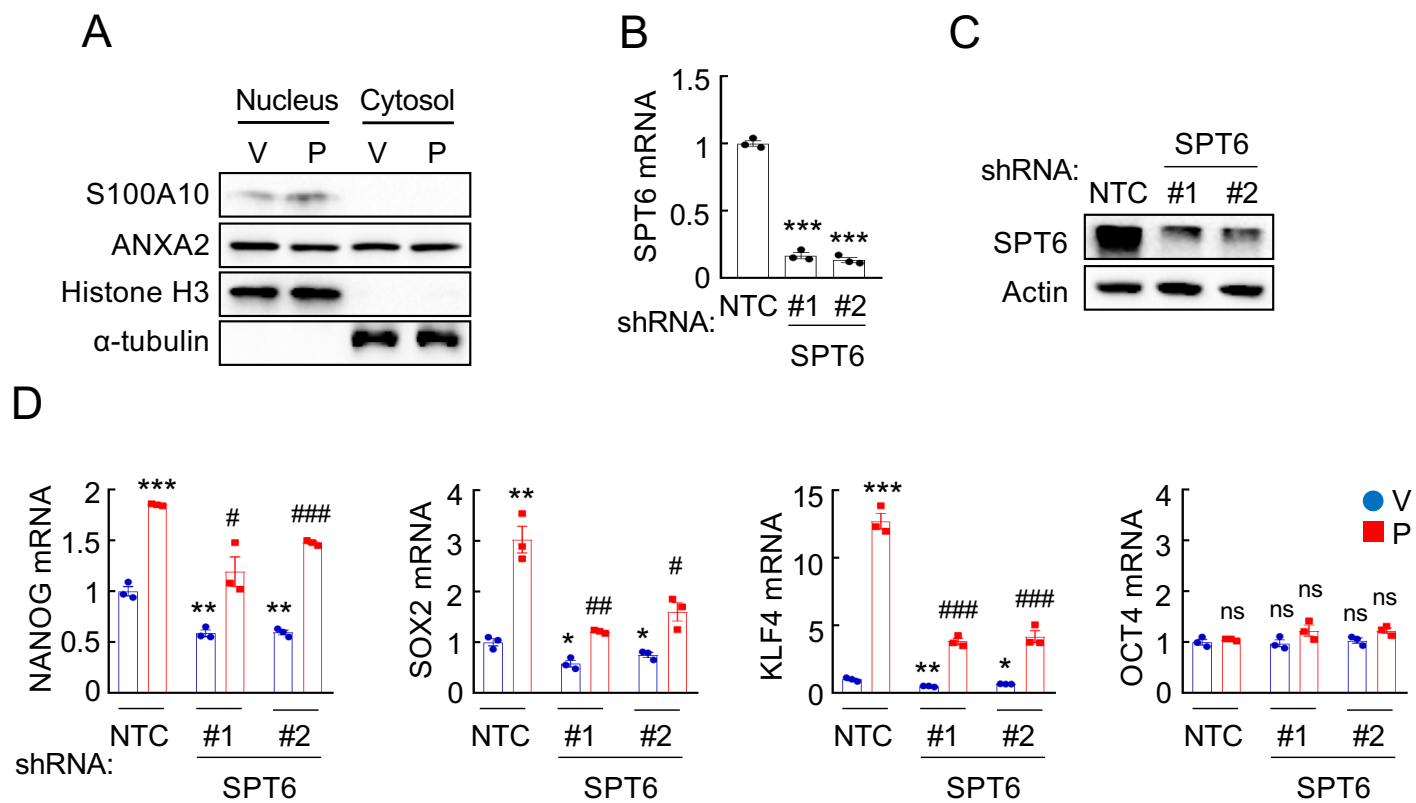 A
Nucleus Cytosol
V P V P
S100A10
ANXA2
Histone H3
α-tubulin
B
SPT6 mRNA
1.5
1
0.5
0
*** ***
NTC #1 #2
shRNA:
SPT6
C
SPT6
shRNA:
NTC #1 #2
SPT6
Actin
D
NANOG mRNA
2
1.5
1
0.5
0
*** ** # ** ###
NTC #1 #2
shRNA:
SPT6
SOX2 mRNA
4
3
2
1
0
** * ## * #
NTC #1 #2
SPT6
KLF4 mRNA
15
10
5
0
*** ** ### * ###
NTC #1 #2
SPT6
OCT4 mRNA
4
3
2
1
0
ns ns ns ns ns
NTC #1 #2
SPT6
V
P